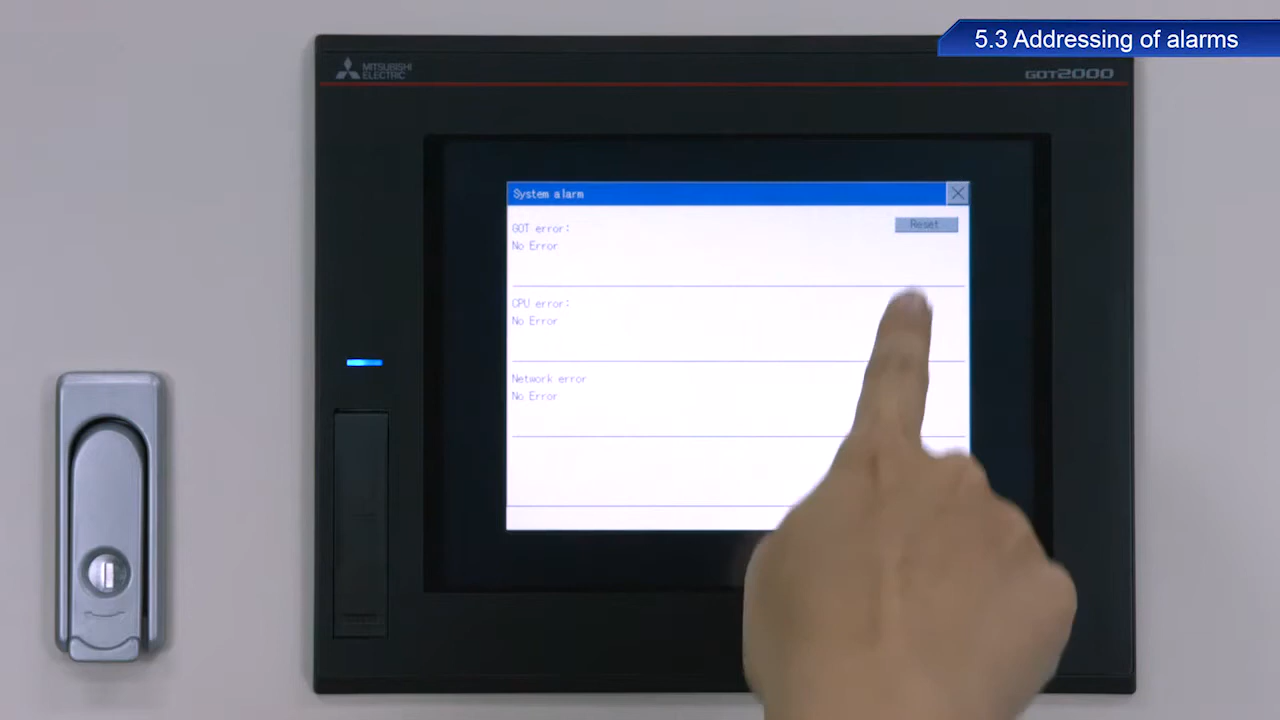 5.3 Addressing of alarms
MITSUBISHI
ELECTRIC
GOT2000
System alarm
Reset
GOT error:
No Error
CPU error:
No Error
Network error
No Error